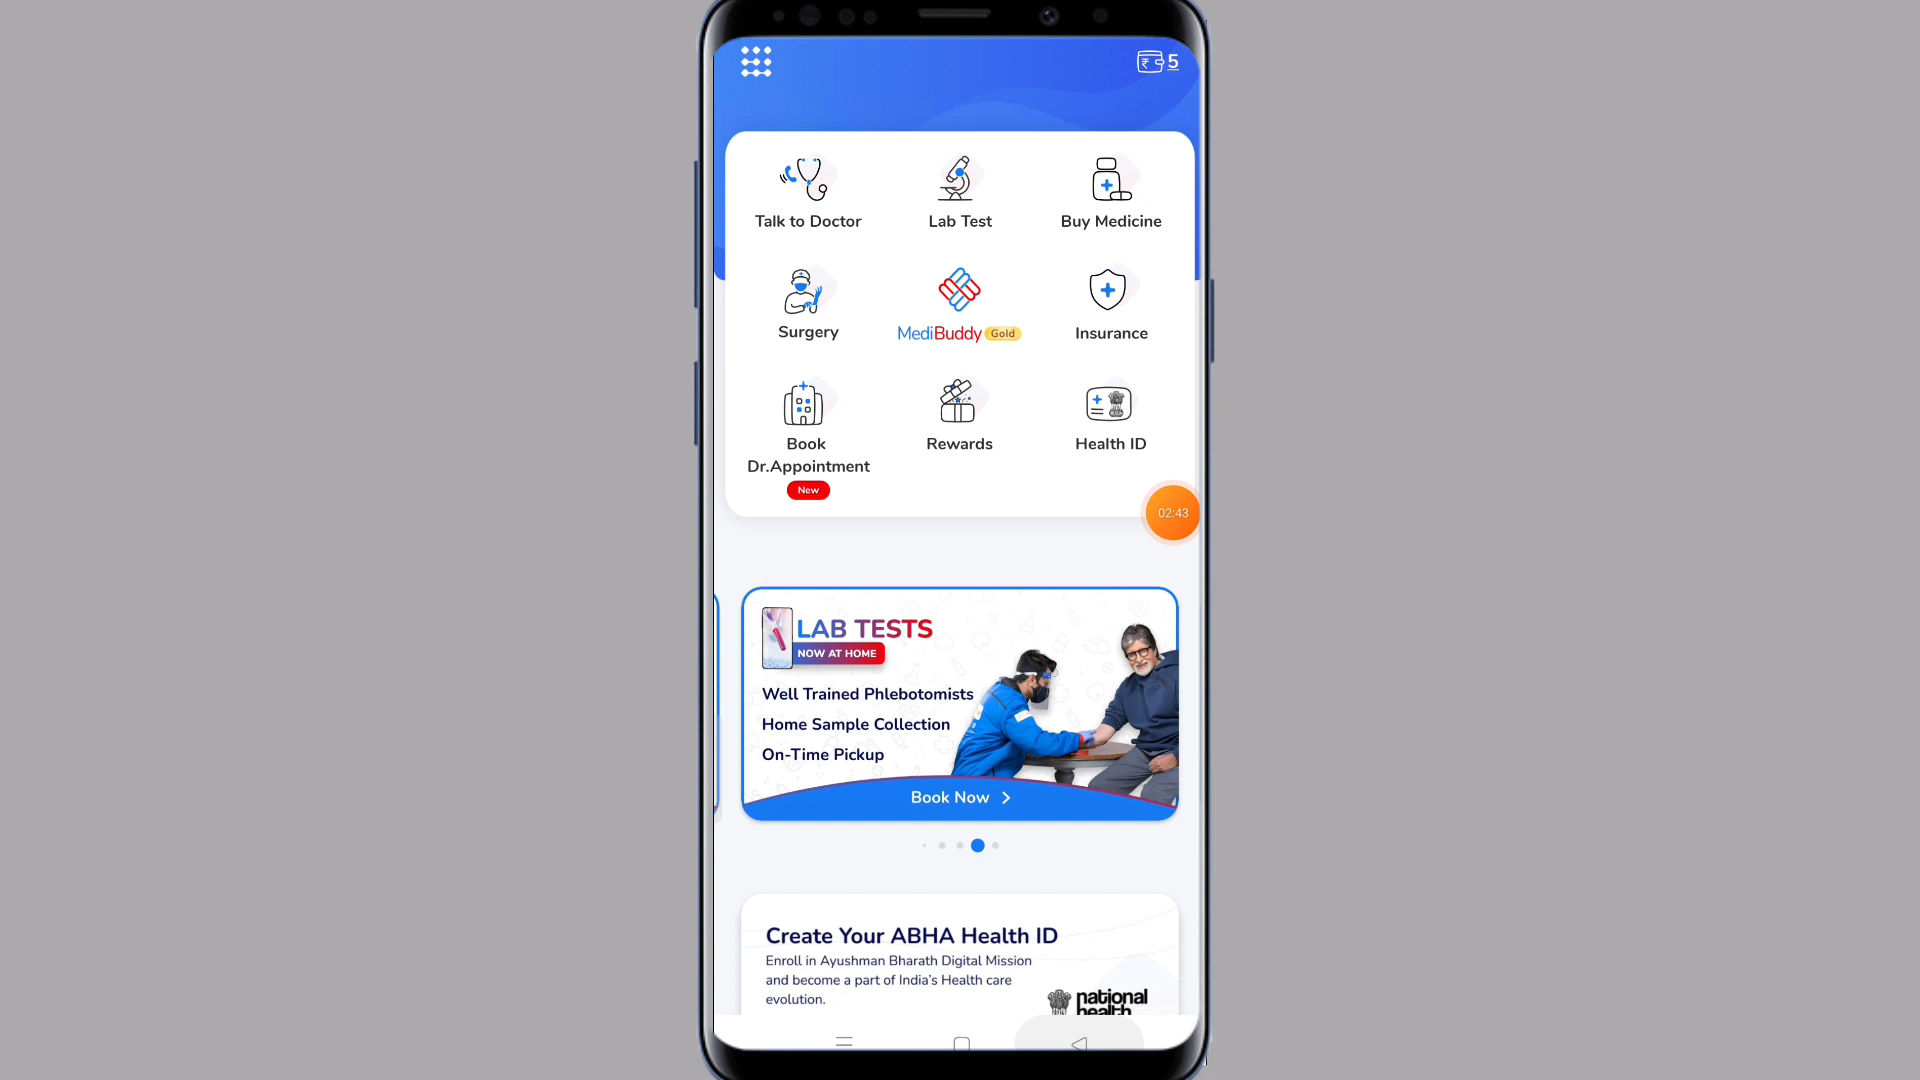 5
Talk to Doctor
Lab Test
Buy Medicine
Surgery
MediBuddy Gold
Insurance
Book
Dr.Appointment
New
Rewards
Health ID
02:43
LAB TESTS
NOW AT HOME
Well Trained Phlebotomists
Home Sample Collection
On-Time Pickup
Book Now
Create Your ABHA Health ID
Enroll in Ayushman Bharath Digital Mission
and become a part of India's Health care
evolution.
national
health